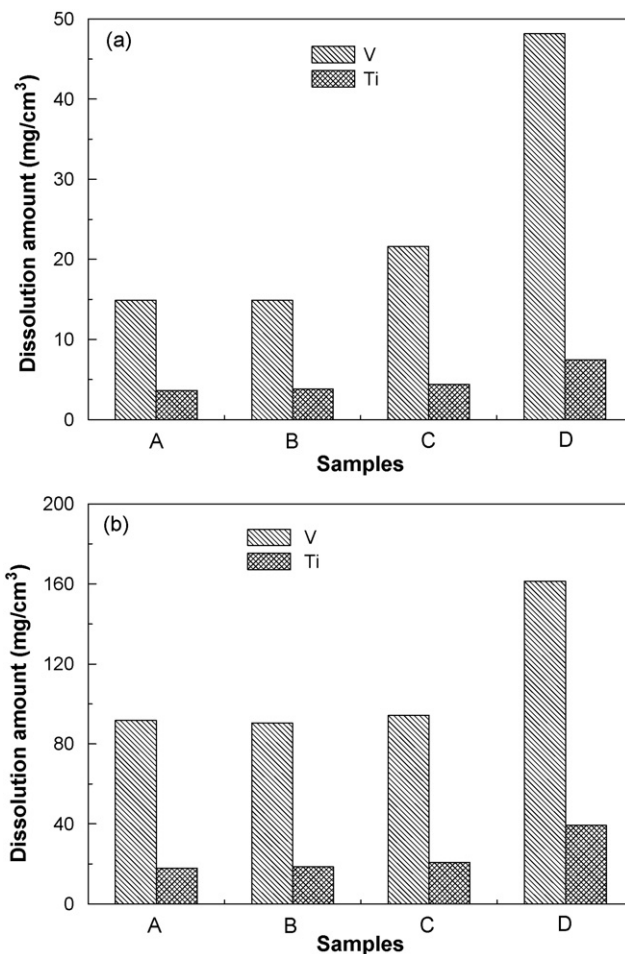 (a)
V
Ti
50
40
30
20
10
0
Dissolution amount (mg/cm³)
A B C D
Samples
(b)
V
Ti
200
160
120
80
40
0
Dissolution amount (mg/cm³)
A B C D
Samples